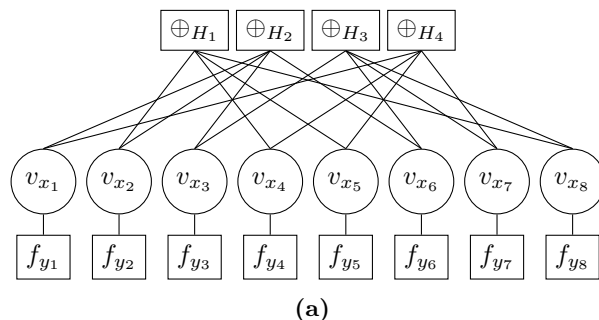 ⊕H1 ⊕H2 ⊕H3 ⊕H4
vx1 vx2 vx3 vx4 vx5 vx6 vx7 vx8
fy1 fy2 fy3 fy4 fy5 fy6 fy7 fy8
(a)